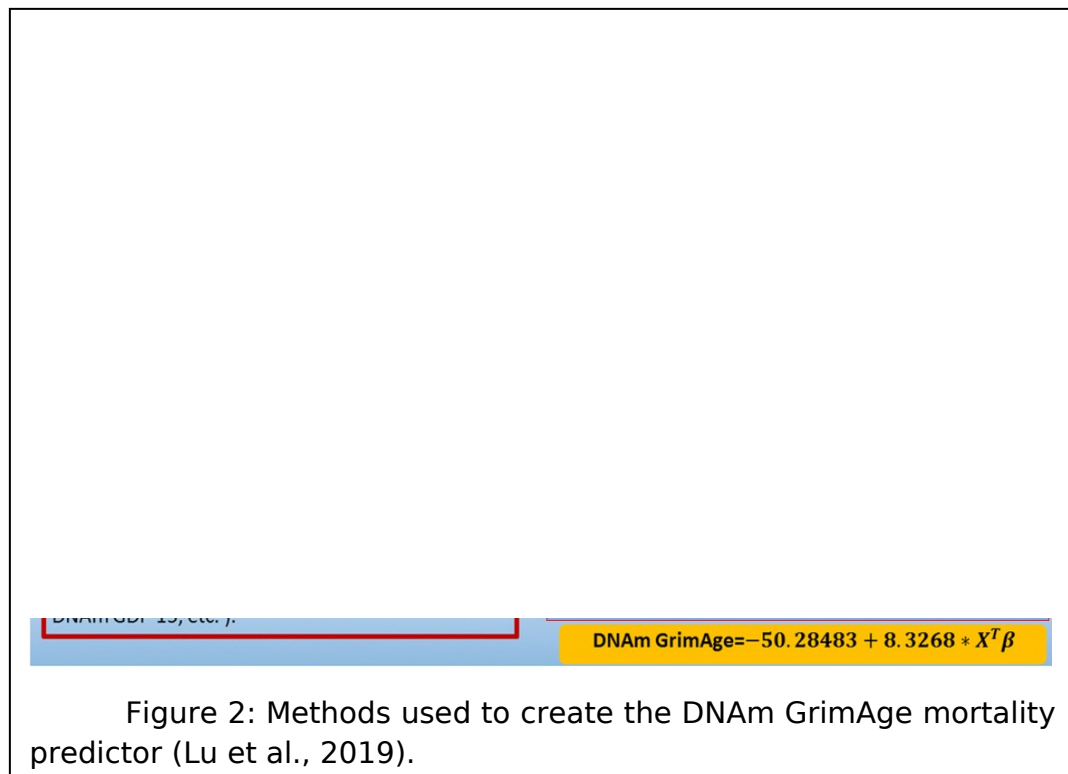 DNAm GrimAge=−50.28483 + 8.3268 * XᵀβFigure 2: Methods used to create the DNAm GrimAge mortality
predictor (Lu et al., 2019).